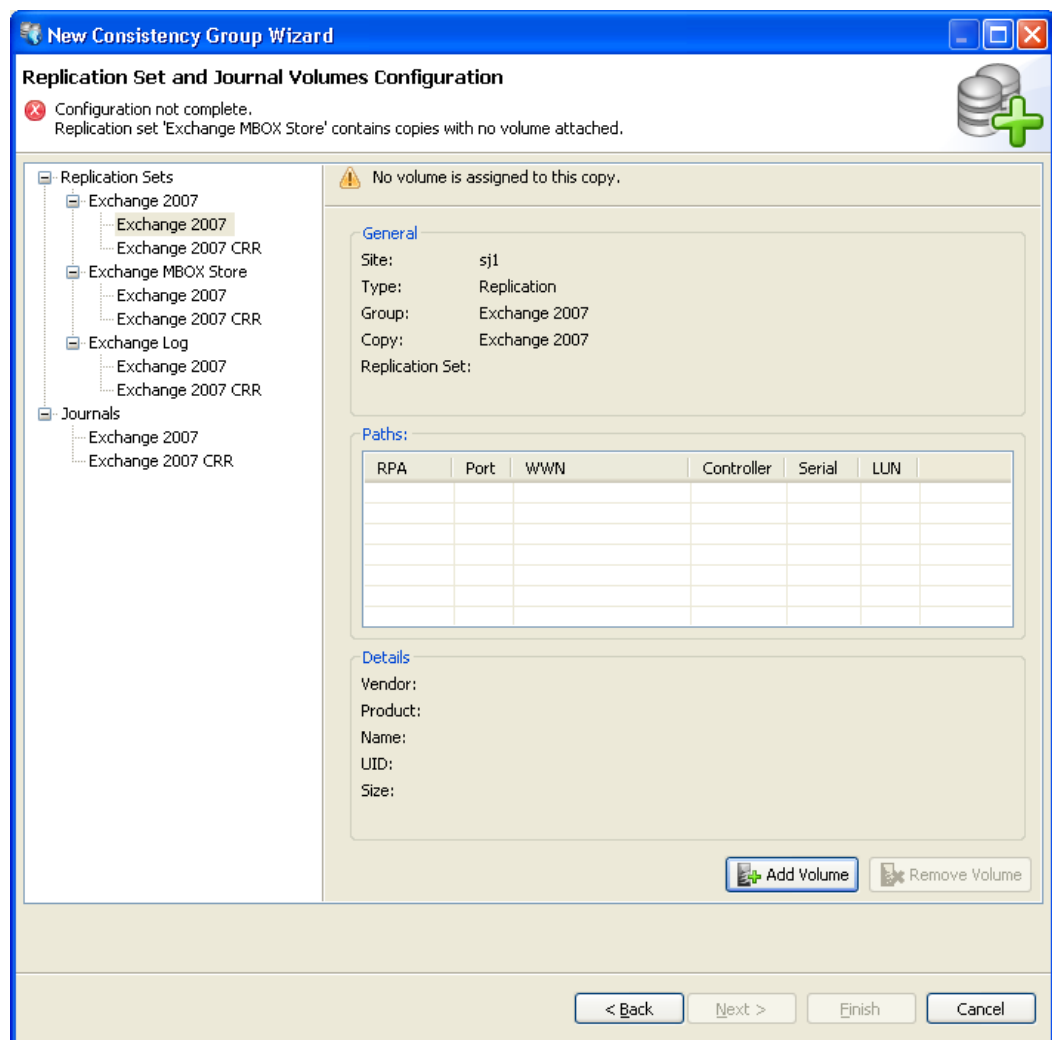 New Consistency Group Wizard
Replication Set and Journal Volumes Configuration
Configuration not complete.
Replication set 'Exchange MBOX Store' contains copies with no volume attached.
Replication Sets
Exchange 2007
Exchange 2007
Exchange 2007 CRR
Exchange MBOX Store
Exchange 2007
Exchange 2007 CRR
Exchange Log
Exchange 2007
Exchange 2007 CRR
Journals
Exchange 2007
Exchange 2007 CRR
No volume is assigned to this copy.
General
Site: sj1
Type: Replication
Group: Exchange 2007
Copy: Exchange 2007
Replication Set:
Paths:
RPA Port WWN Controller Serial LUN
Details
Vendor:
Product:
Name:
UID:
Size:
Add Volume Remove Volume
< Back Next > Finish Cancel